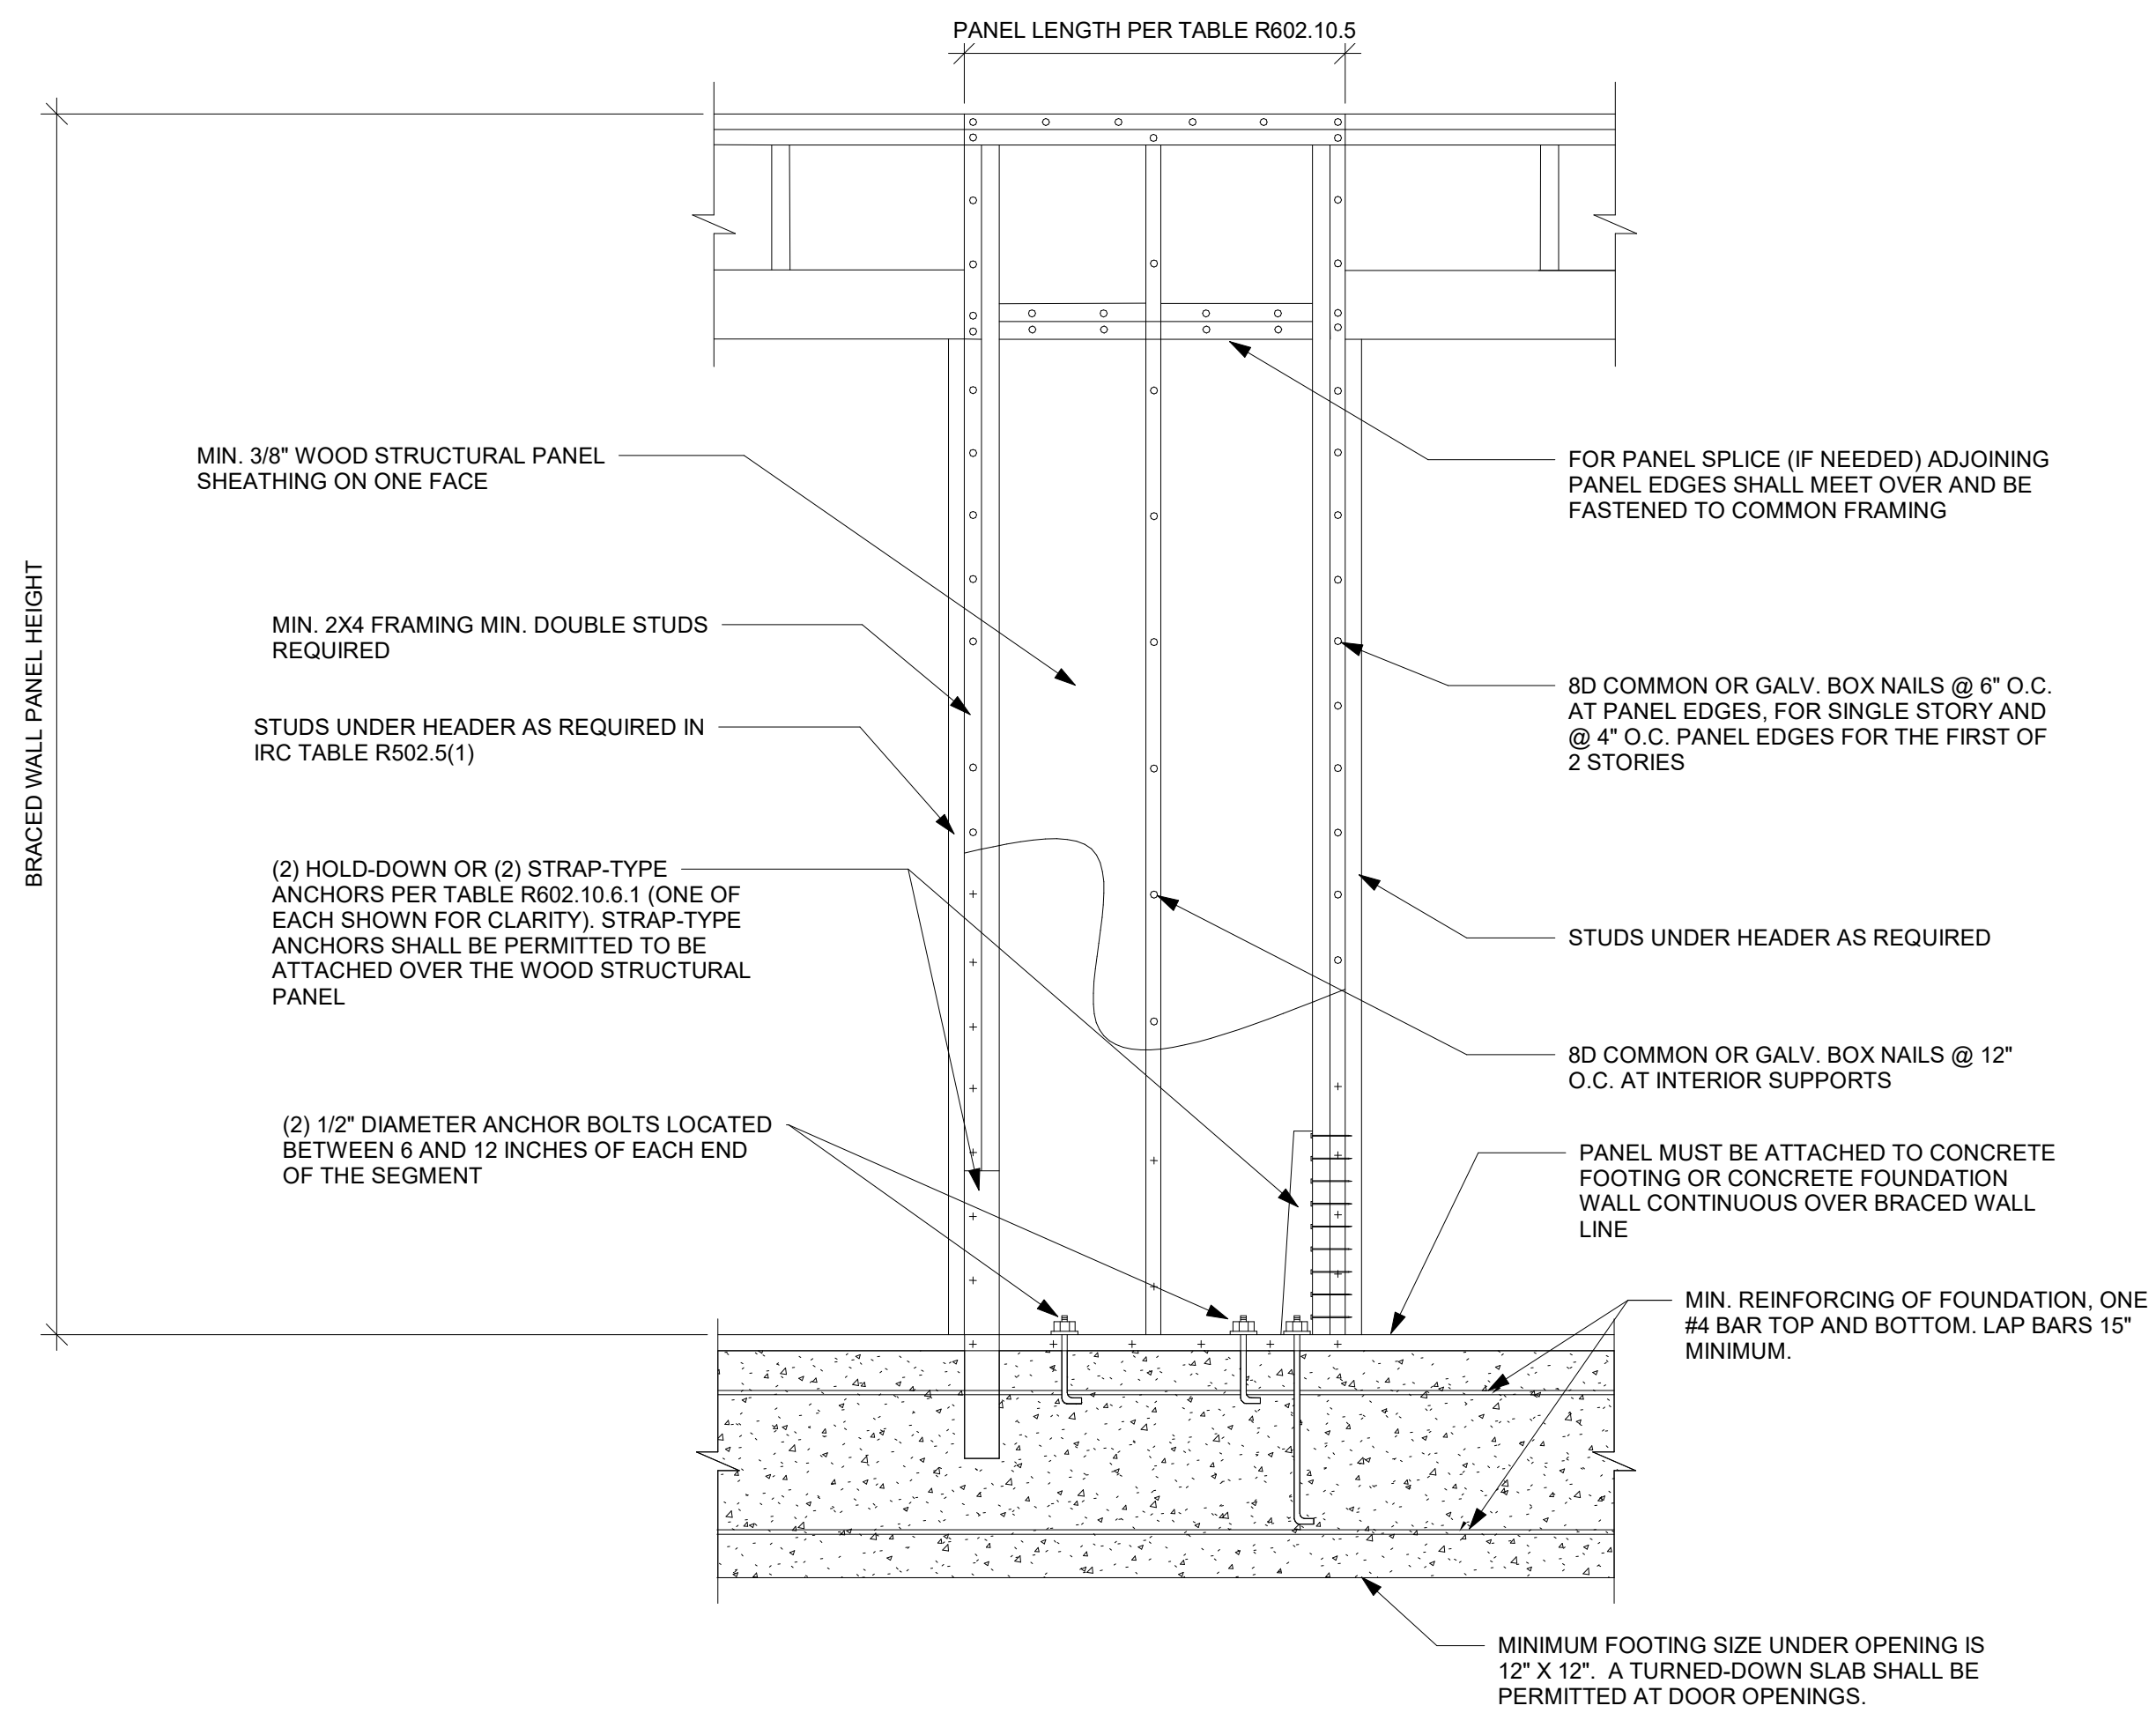 PANEL LENGTH PER TABLE R602.10.5
BRACED WALL PANEL HEIGHT
MIN. 3/8" WOOD STRUCTURAL PANEL
SHEATHING ON ONE FACE
MIN. 2X4 FRAMING MIN. DOUBLE STUDS
REQUIRED
STUDS UNDER HEADER AS REQUIRED IN
IRC TABLE R502.5(1)
(2) HOLD-DOWN OR (2) STRAP-TYPE
ANCHORS PER TABLE R602.10.6.1 (ONE OF
EACH SHOWN FOR CLARITY). STRAP-TYPE
ANCHORS SHALL BE PERMITTED TO BE
ATTACHED OVER THE WOOD STRUCTURAL
PANEL
(2) 1/2" DIAMETER ANCHOR BOLTS LOCATED
BETWEEN 6 AND 12 INCHES OF EACH END
OF THE SEGMENT
FOR PANEL SPLICE (IF NEEDED) ADJOINING
PANEL EDGES SHALL MEET OVER AND BE
FASTENED TO COMMON FRAMING
8D COMMON OR GALV. BOX NAILS @ 6" O.C.
AT PANEL EDGES, FOR SINGLE STORY AND
@ 4" O.C. PANEL EDGES FOR THE FIRST OF
2 STORIES
STUDS UNDER HEADER AS REQUIRED
8D COMMON OR GALV. BOX NAILS @ 12"
O.C. AT INTERIOR SUPPORTS
PANEL MUST BE ATTACHED TO CONCRETE
FOOTING OR CONCRETE FOUNDATION
WALL CONTINUOUS OVER BRACED WALL
LINE
MIN. REINFORCING OF FOUNDATION, ONE
#4 BAR TOP AND BOTTOM. LAP BARS 15"
MINIMUM.
MINIMUM FOOTING SIZE UNDER OPENING IS
12" X 12". A TURNED-DOWN SLAB SHALL BE
PERMITTED AT DOOR OPENINGS.